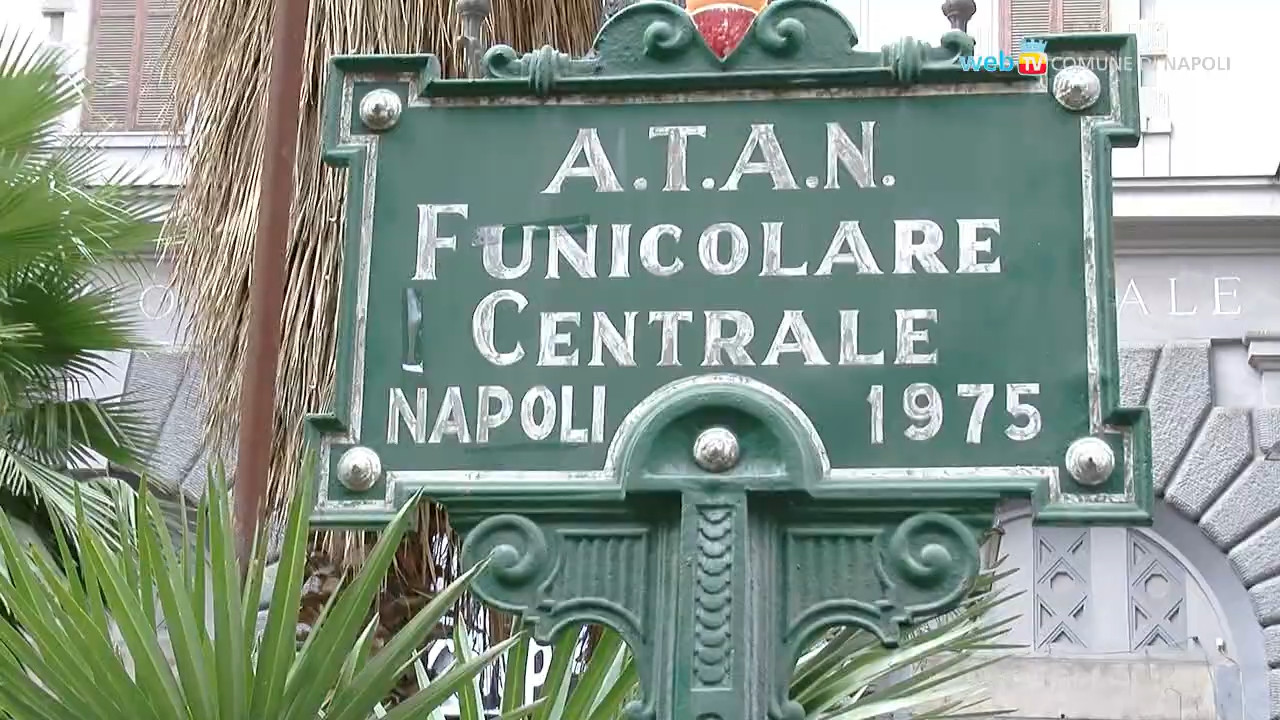 web TV COMUNE DI NAPOLI
A.T.A.N.
FUNICOLARE
CENTRALE
NAPOLI 1975
ALE